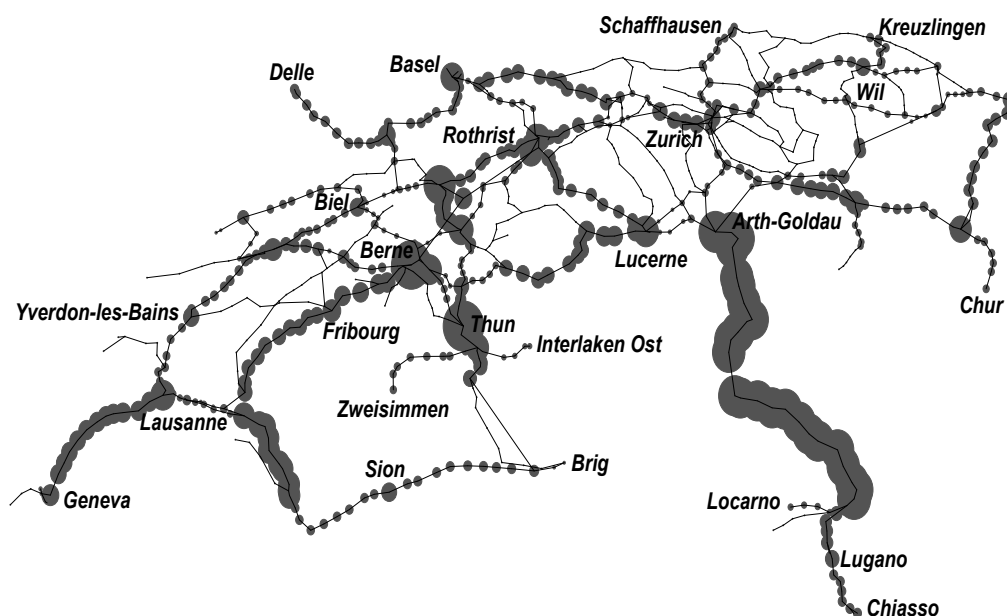 Schaffhausen
Kreuzlingen
Delle
Basel
Wil
Rothrist
Zurich
Biel
Arth-Goldau
Berne
Lucerne
Chur
Yverdon-les-Bains
Fribourg
Thun
Interlaken Ost
Zweisimmen
Lausanne
Sion
Brig
Geneva
Locarno
Lugano
Chiasso